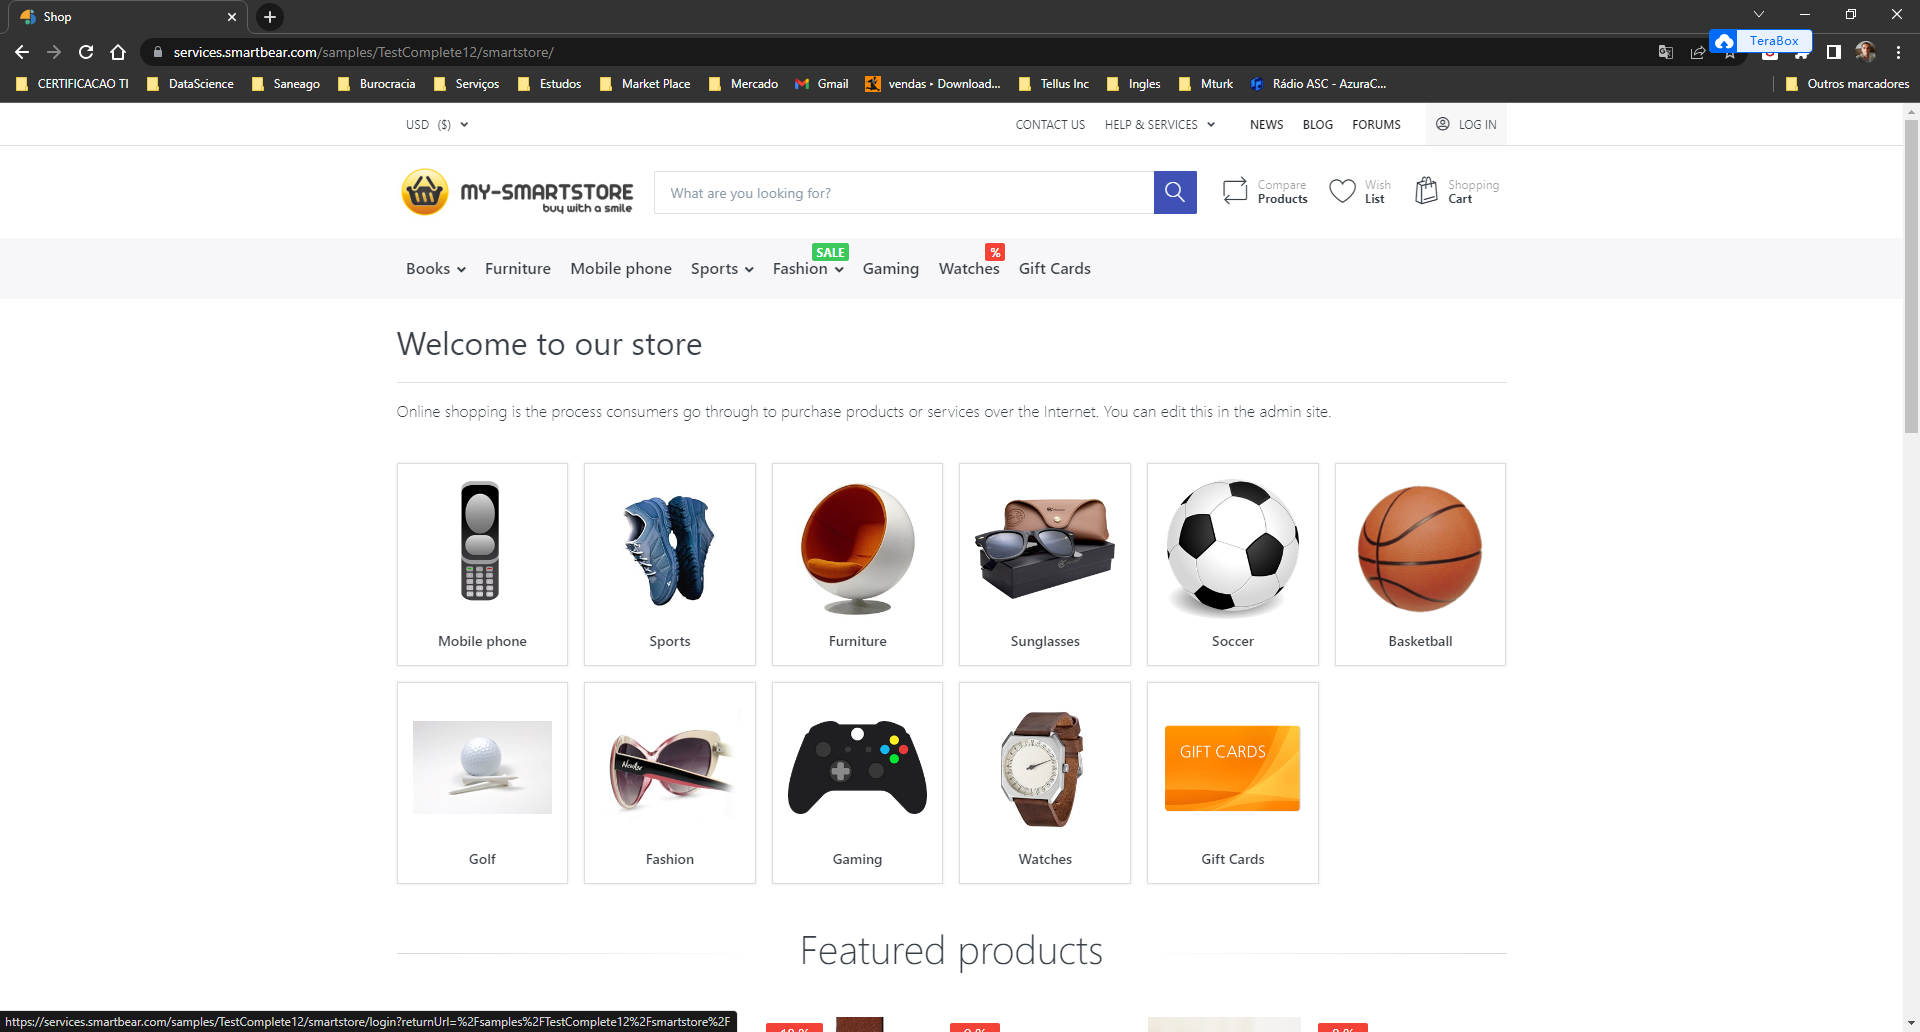 Shop
services.smartbear.com/samples/TestComplete12/smartstore/
TeraBox
CERTIFICACAO TI DataScience Seneago Burocracia Serviços Estudos Market Place Mercado Gmail vendas ‣ Download... Tellus Inc Ingles Mturk Rádio ASC - AzuraC... Outros marcadores
USD ($) CONTACT US HELP & SERVICES NEWS BLOG FORUMS LOG IN
MY-SMARTSTORE
buy with a smile
What are you looking for?
Compare
Products
Wish
List
Shopping
Cart
SALE
%
Books Furniture Mobile phone Sports Fashion Gaming Watches Gift Cards
Welcome to our store
Online shopping is the process consumers go through to purchase products or services over the Internet. You can edit this in the admin site.
Mobile phone Sports Furniture Sunglasses Soccer Basketball
GIFT CARDS
Golf Fashion Gaming Watches Gift Cards
Featured products
https://services.smartbear.com/samples/TestComplete12/smartstore/login?returnUrl=%2Fsamples%2FTestComplete12%2Fsmartstore%2F